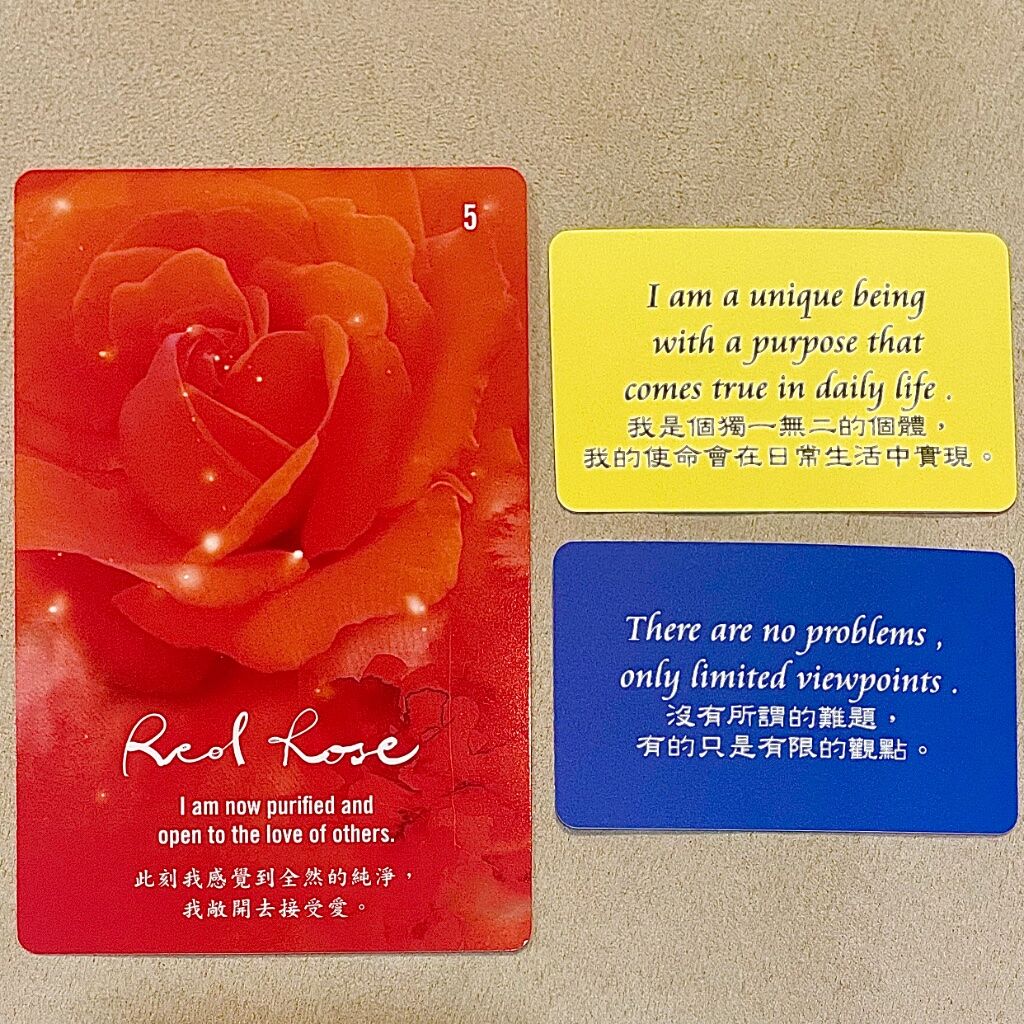 5
Red Rose
I am now purified and
open to the love of others.
此刻我感覺到全然的純淨，
我敞開去接受愛。
I am a unique being
with a purpose that
comes true in daily life .
我是個獨一無二的個體，
我的使命會在日常生活中實現。
There are no problems ,
only limited viewpoints .
沒有所謂的難題，
有的只是有限的觀點。